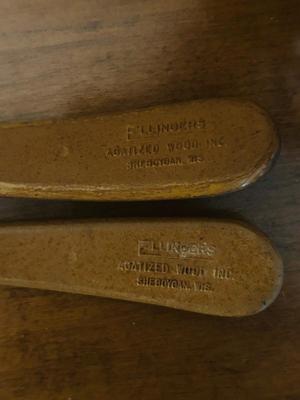 ELLINGERS
AGATIZED WOOD INC.
SHEBOYGAN, WIS.
ELLINGERS
AGATIZED WOOD INC.
SHEBOYGAN, WIS.